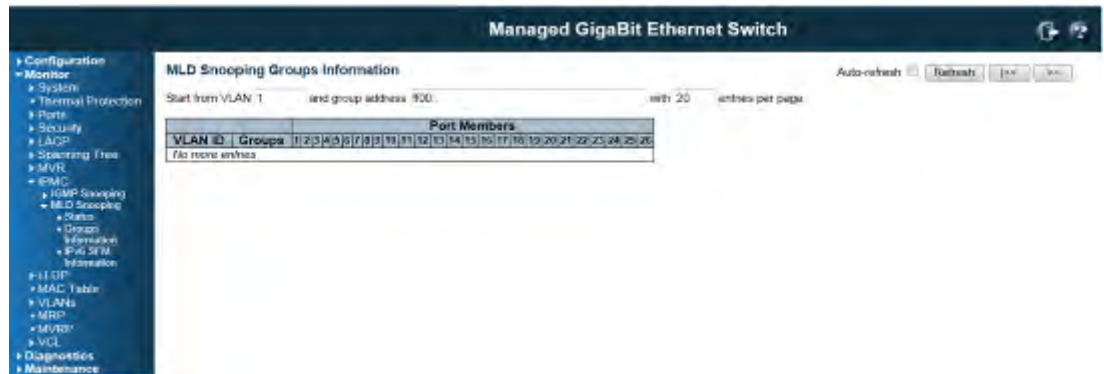 Managed GigaBit Ethernet Switch
Configuration
Monitor
System
Thermal Protection
Ports
Security
LACP
Spanning Tree
MVR
IPMC
IGMP Snooping
MLD Snooping
Status
Groups
Information
IPv6 SFM
Information
LLDP
MAC Table
VLANs
MRP
MVRP
VCL
Diagnostics
Maintenance
MLD Snooping Groups Information
Auto-refresh Refresh |<< >>
Start from VLAN 1 and group address with 20 entries per page.
Port Members
VLAN ID Groups 1 2 3 4 5 6 7 8 9 10 11 12 13 14 15 16 17 18 19 20 21 22 23 24 25 26
No more entries